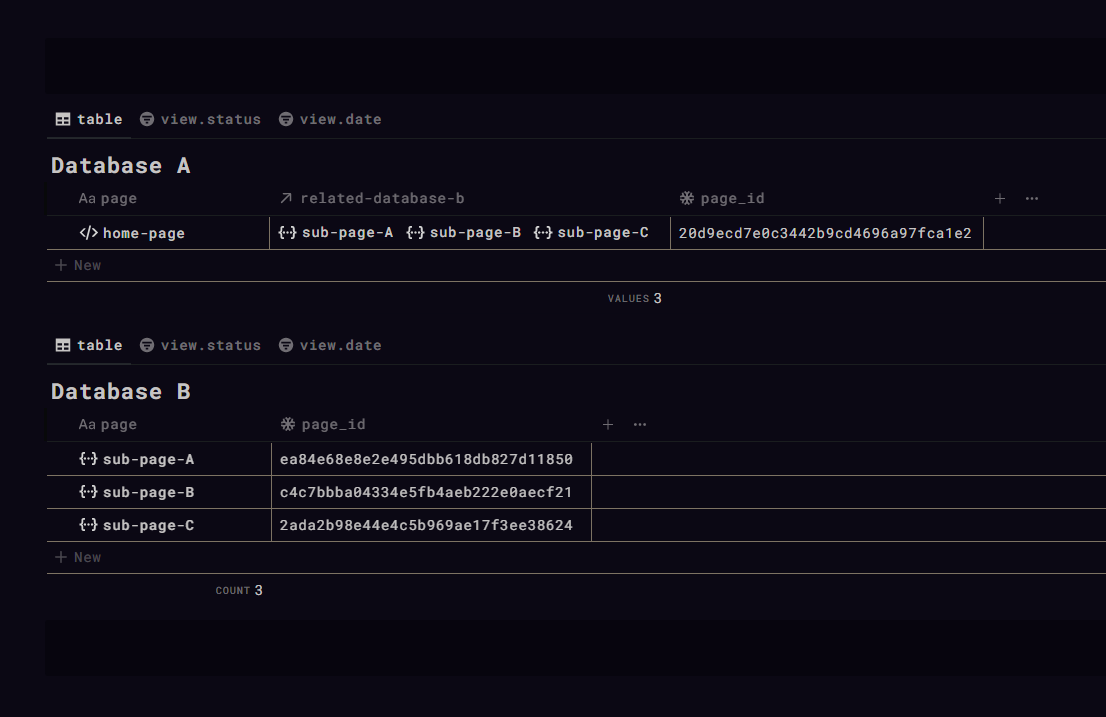 table view.status view.date
Database A
Aa page related-database-b page_id
home-page sub-page-A sub-page-B sub-page-C 20d9ecd7e0c3442b9cd4696a97fca1e2
+ New
VALUES 3
table view.status view.date
Database B
Aa page page_id
sub-page-A ea84e68e8e2e495dbb618db827d11850
sub-page-B c4c7bbba04334e5fb4aeb222e0aecf21
sub-page-C 2ada2b98e44e4c5b969ae17f3ee38624
+ New
COUNT 3